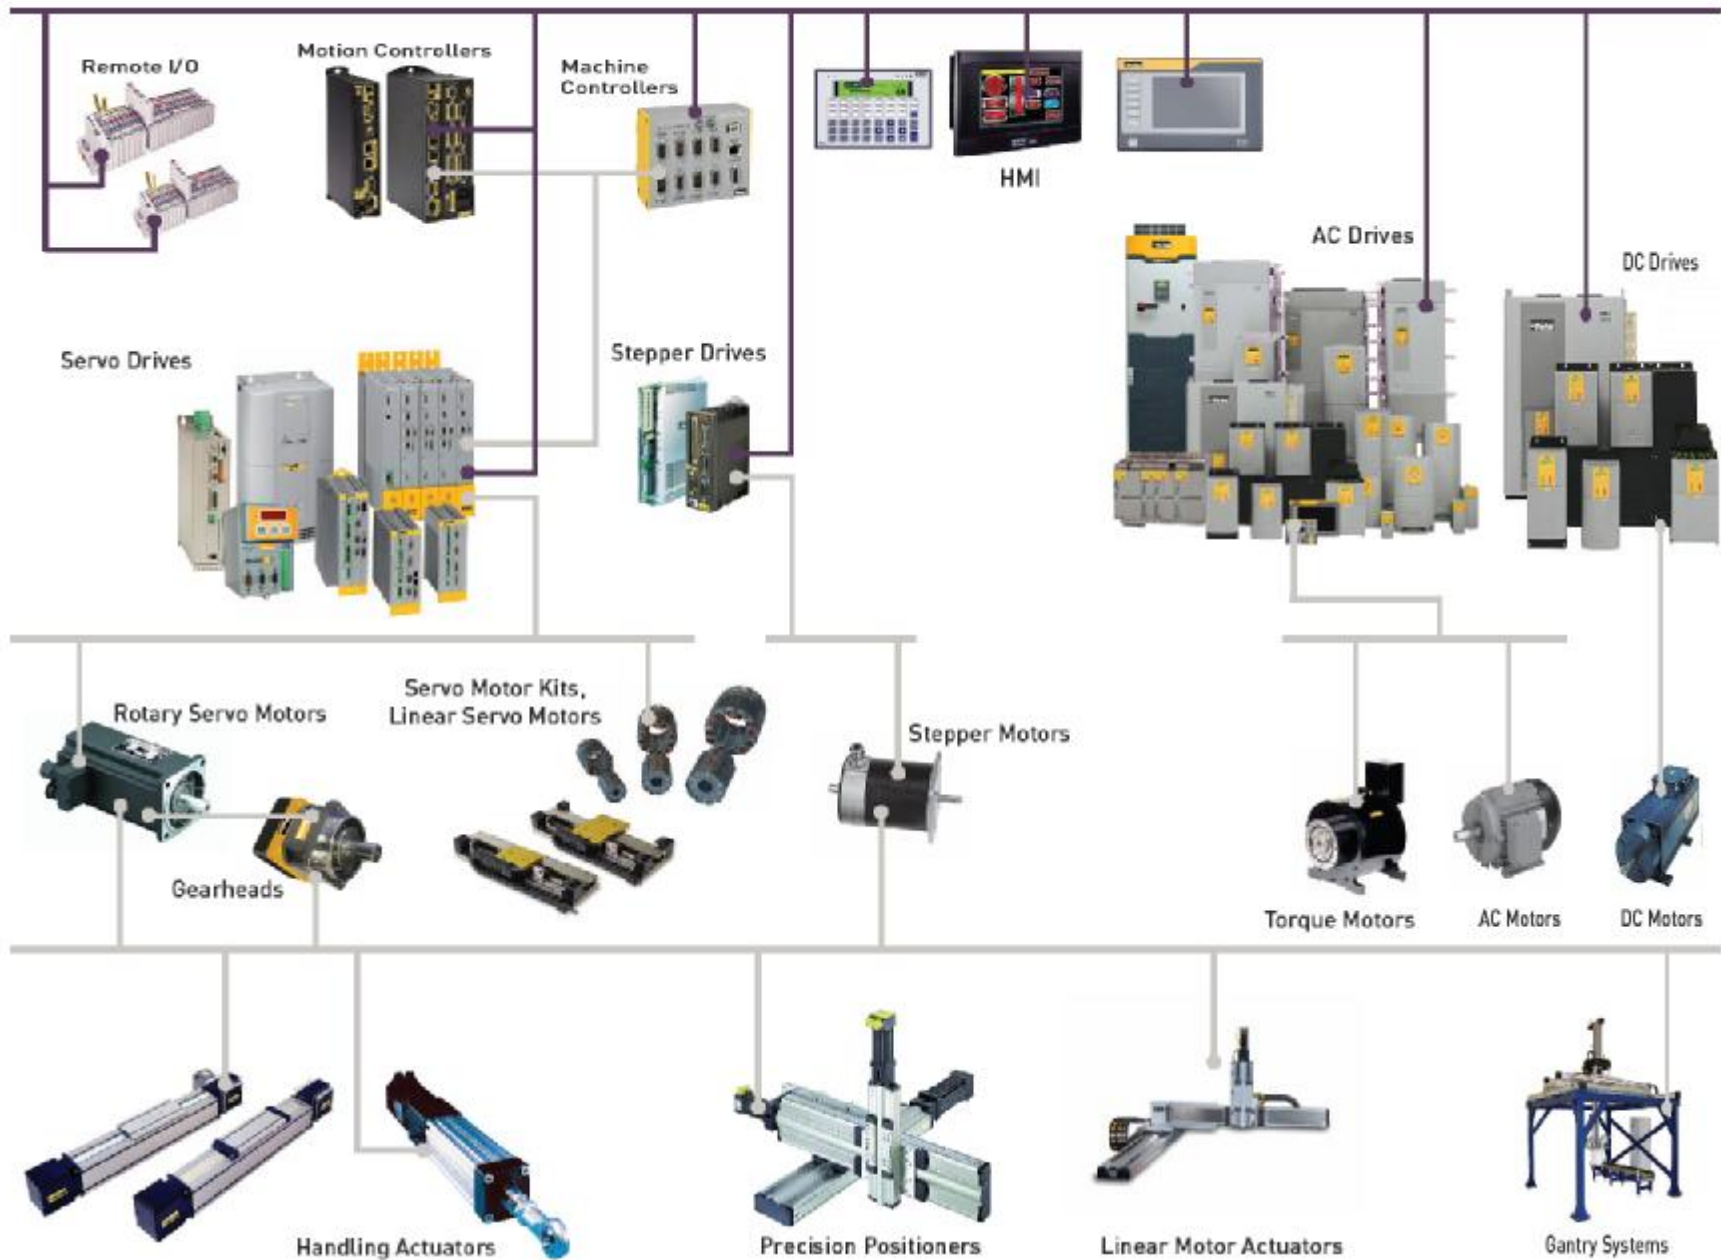 Remote I/O
Motion Controllers
Machine
Controllers
HMI
AC Drives
DC Drives
Servo Drives
Stepper Drives
Rotary Servo Motors
Servo Motor Kits,
Linear Servo Motors
Stepper Motors
Gearheads
Torque Motors
AC Motors
DC Motors
Handling Actuators
Precision Positioners
Linear Motor Actuators
Gantry Systems